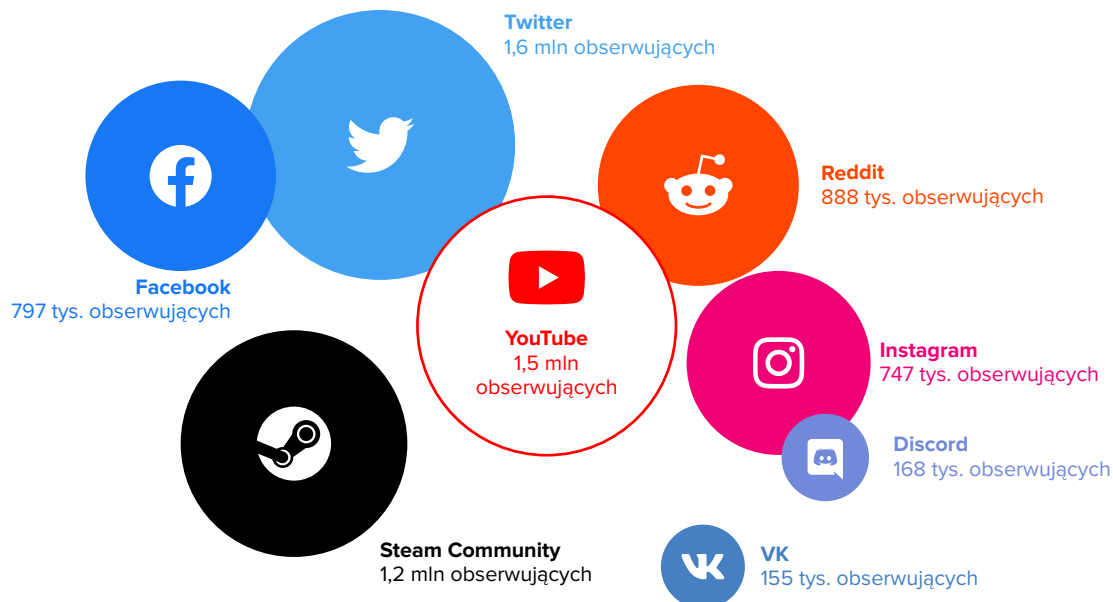 Twitter
1,6 mln obserwujących
Reddit
888 tys. obserwujących
Facebook
797 tys. obserwujących
YouTube
1,5 mln
obserwujących
Instagram
747 tys. obserwujących
Discord
168 tys. obserwujących
Steam Community
1,2 mln obserwujących
VK
155 tys. obserwujących